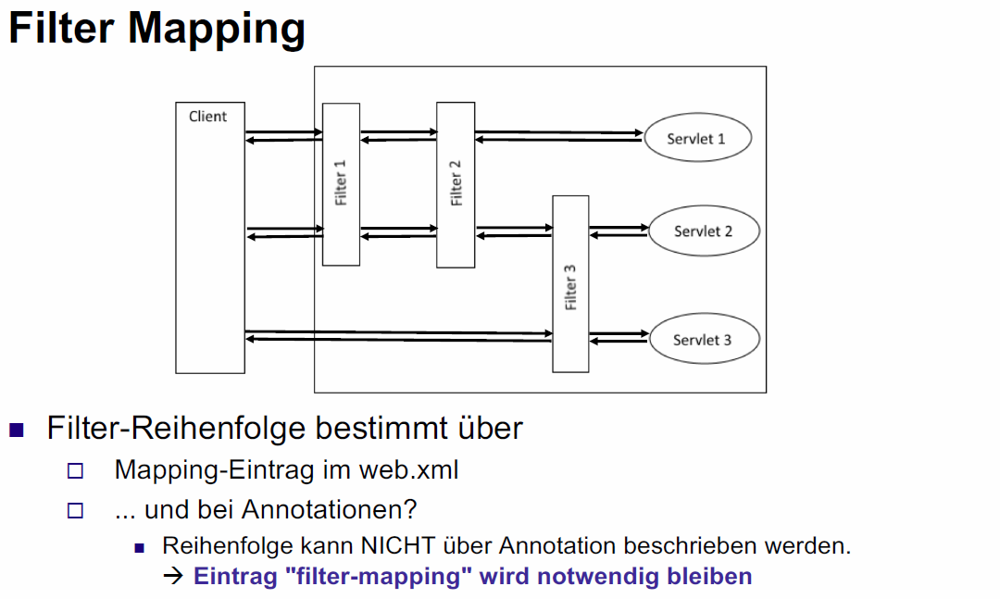 Filter Mapping
Client
Filter 1
Filter 2
Servlet 1
Servlet 2
Filter 3
Servlet 3
Filter-Reihenfolge bestimmt über
Mapping-Eintrag im web.xml
... und bei Annotationen?
Reihenfolge kann NICHT über Annotation beschrieben werden.
→ Eintrag "filter-mapping" wird notwendig bleiben